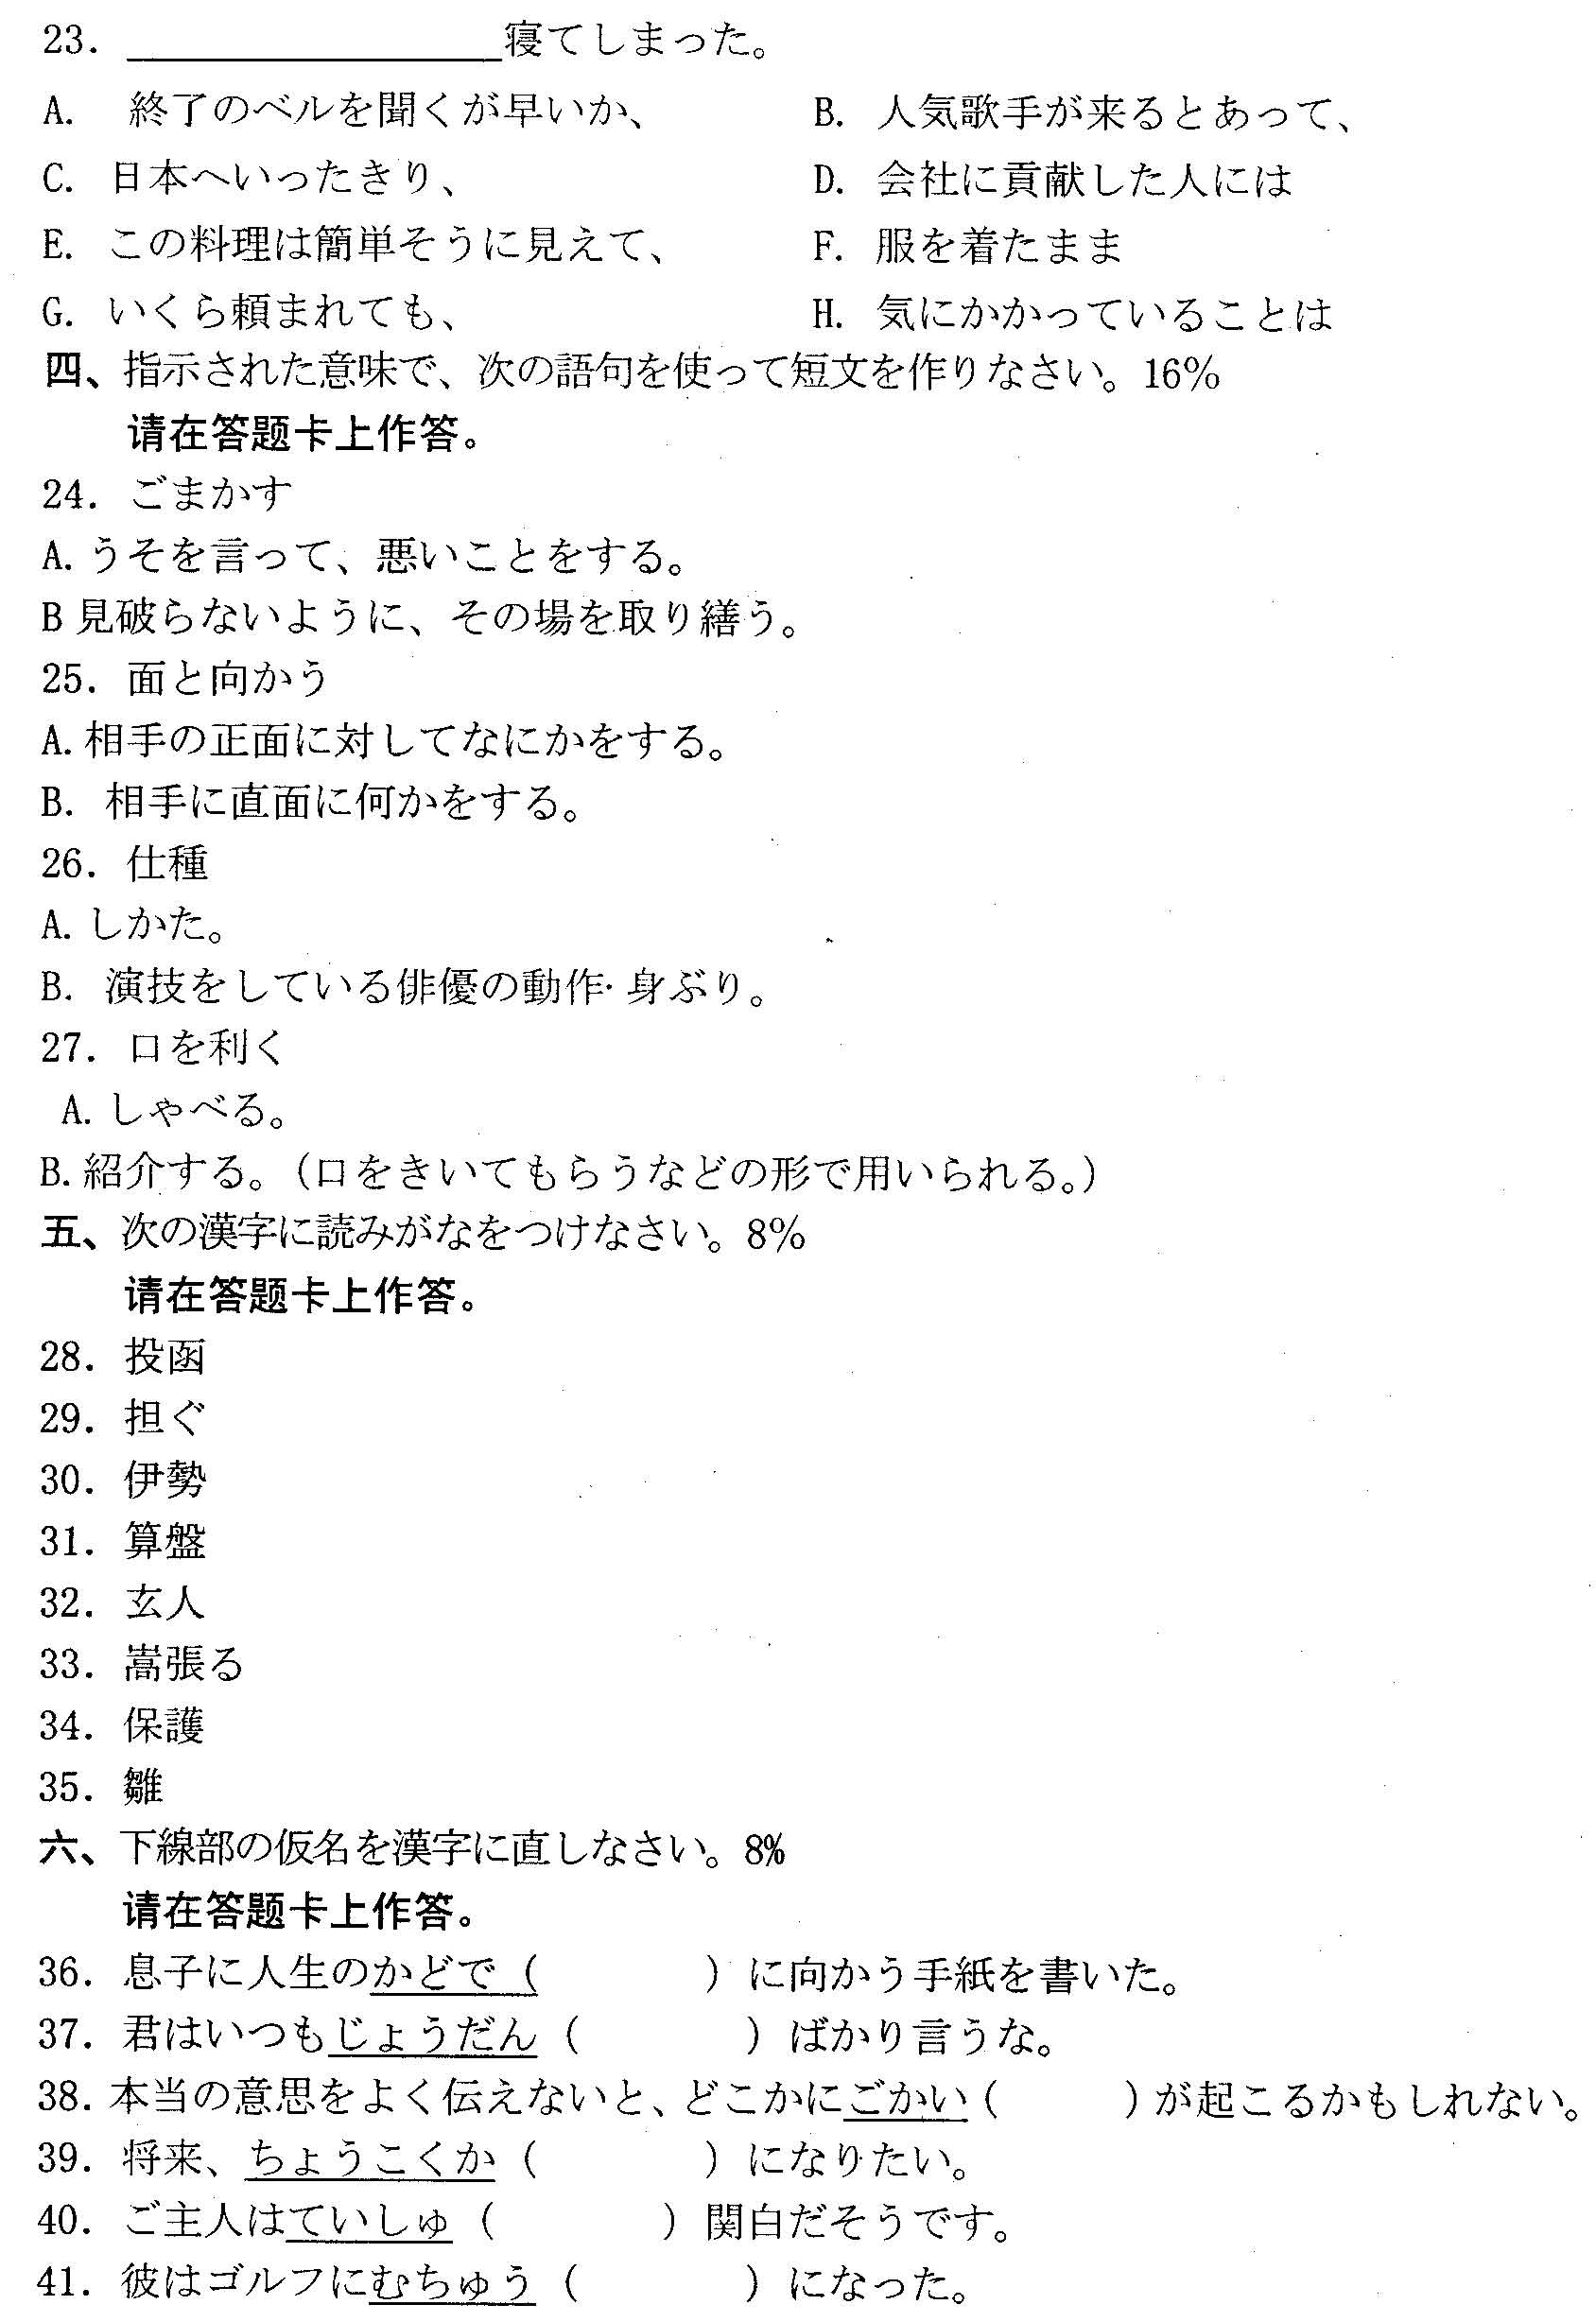 23. ＿＿＿＿＿＿＿＿＿寝てしまった。
A. 終了のベルを聞くが早いか、 B. 人気歌手が来るとあって、
C. 日本へいったきり、 D. 会社に貢献した人には
E. この料理は簡単そうに見えて、 F. 服を着たまま
G. いくら頼まれても、 H. 気にかかっていることは
四、指示された意味で、次の語句を使って短文を作りなさい。16%
请在答题卡上作答。
24. ごまかす
A. うそを言って、悪いことをする。
B 見破らないように、その場を取り繕う。
25. 面と向かう
A. 相手の正面に対してなにかをする。
B. 相手に直面に何かをする。
26. 仕種
A. しかた。
B. 演技をしている俳優の動作·身ぶり。
27. 口を利く
A. しゃべる。
B. 紹介する。（口をきいてもらうなどの形で用いられる。）
五、次の漢字に読みがなをつけなさい。8%
请在答题卡上作答。
28. 投函
29. 担ぐ
30. 伊勢
31. 算盤
32. 玄人
33. 嵩張る
34. 保護
35. 雛
六、下線部の仮名を漢字に直しなさい。8%
请在答题卡上作答。
36. 息子に人生のかどで（　　　　）に向かう手紙を書いた。
37. 君はいつもじょうだん（　　　　）ばかり言うな。
38. 本当の意思をよく伝えないと、どこかにごかい（　　　）が起こるかもしれない。
39. 将来、ちょうこくか（　　　　）になりたい。
40. ご主人はていしゅ（　　　　）関白だそうです。
41. 彼はゴルフにむちゅう（　　　　）になった。